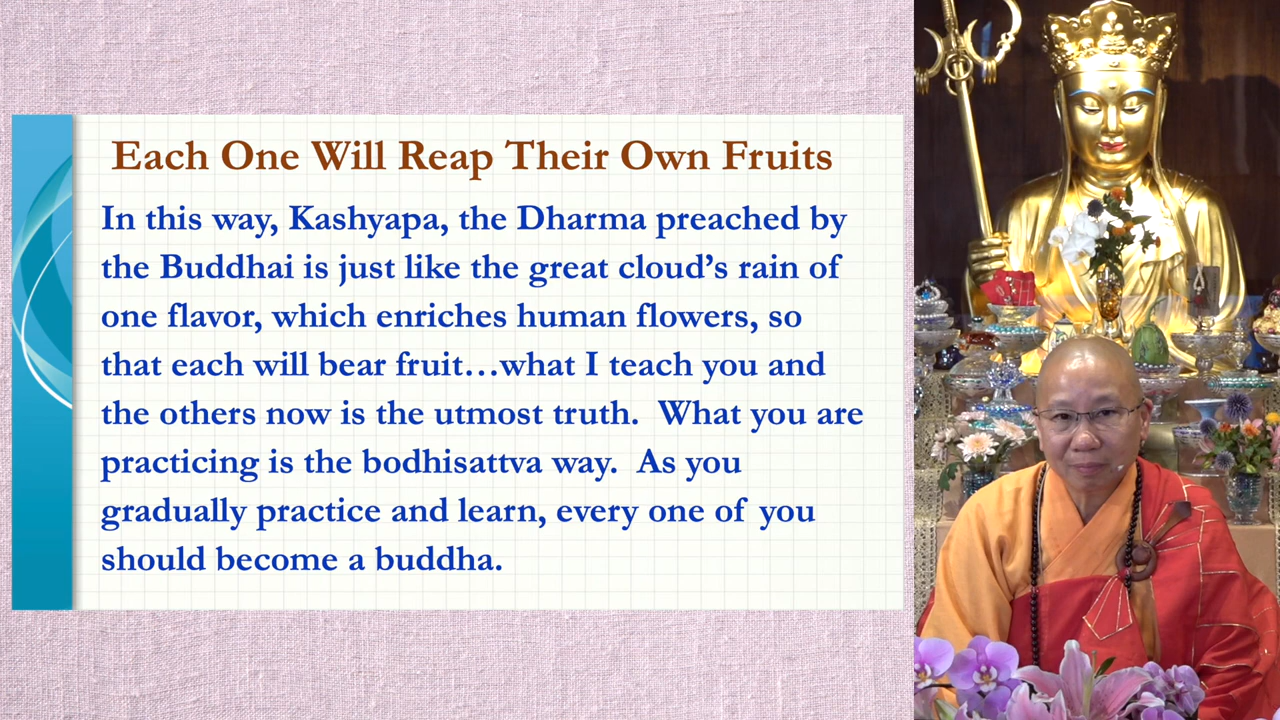 Each One Will Reap Their Own Fruits
In this way, Kashyapa, the Dharma preached by
the Buddhai is just like the great cloud’s rain of
one flavor, which enriches human flowers, so
that each will bear fruit…what I teach you and
the others now is the utmost truth.  What you are
practicing is the bodhisattva way.  As you
gradually practice and learn, every one of you
should become a buddha.